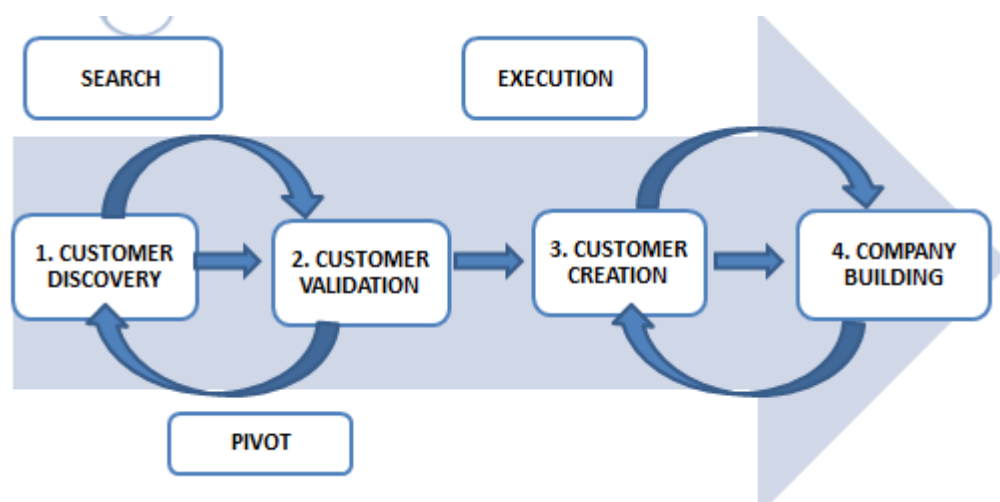 SEARCH
EXECUTION
1. CUSTOMER
DISCOVERY
2. CUSTOMER
VALIDATION
3. CUSTOMER
CREATION
4. COMPANY
BUILDING
PIVOT